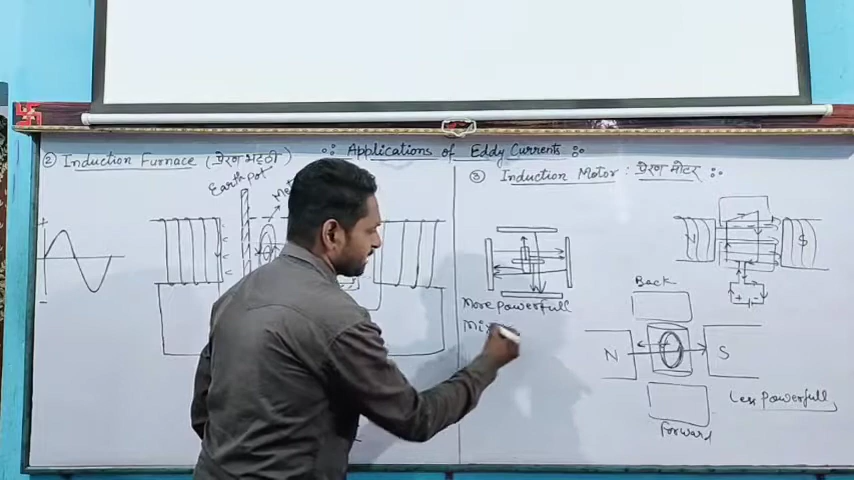 :• Applications of Eddy Currents •:
② Induction Furnace (प्रेरण भट्टी)
Earth pot
+
-
③ Induction Motor : प्रेरण मोटर :•
N S
More powerfull
Back
N S
Less powerfull
Forward